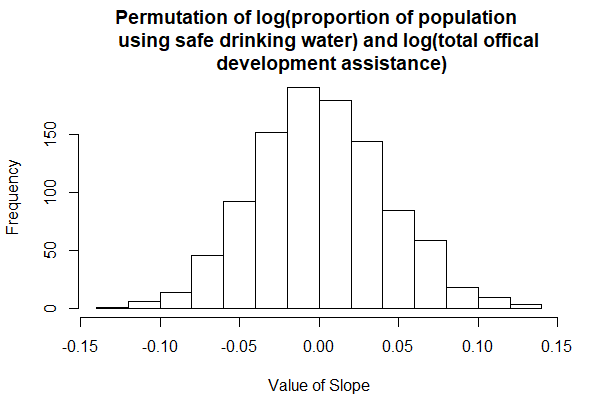 Permutation of log(proportion of population
using safe drinking water) and log(total offical
development assistance)
Frequency
150
100
50
0
-0.15 -0.10 -0.05 0.00 0.05 0.10 0.15
Value of Slope